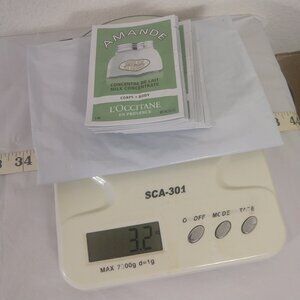 AMANDE
CONCENTRÉ DE LAIT
MILK CONCENTRATE
CORPS • BODY
L'OCCITANE
EN PROVENCE
34
SCA-301
OFF MODE
32
MAX 7000g d=1g